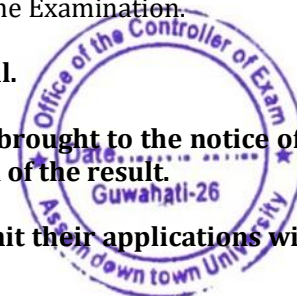 he Examination.
Office of the Controller of Exam
l.
brought to the notice of
Date
n of the result.
Guwahati-26
nit their applications wi
Assam down town University